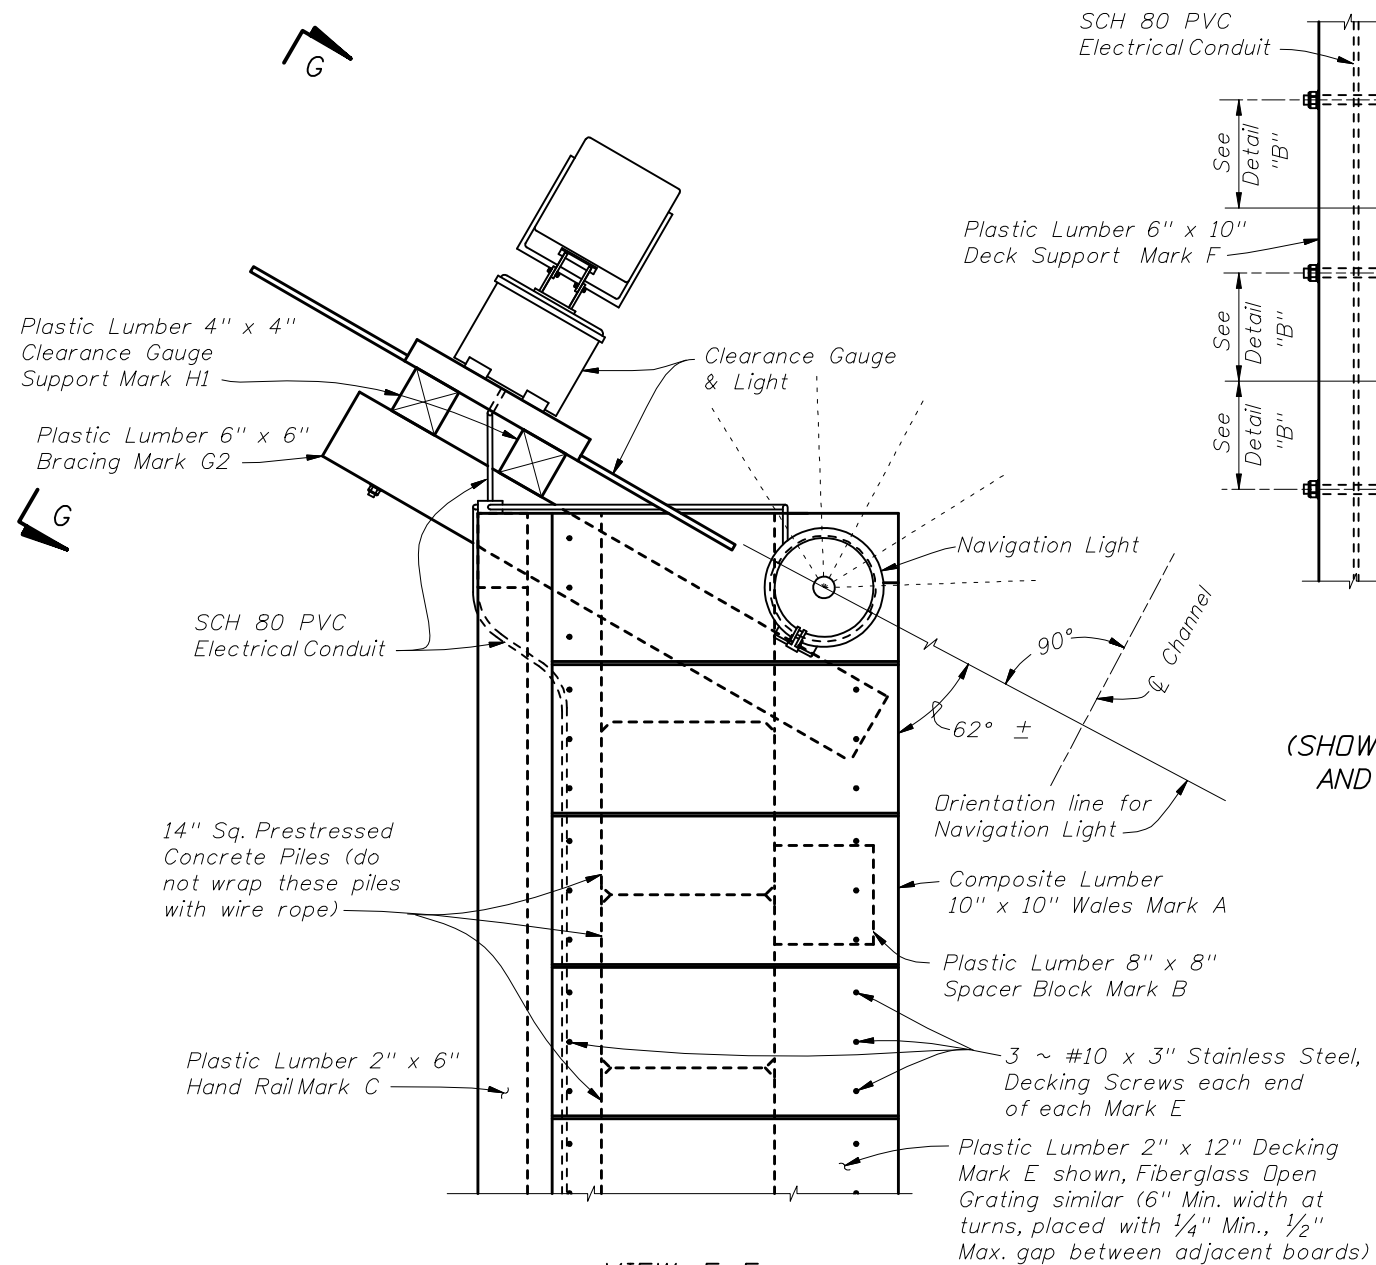 G
SCH 80 PVC
Electrical Conduit
See
Detail
"B"
Plastic Lumber 6" x 10"
Deck Support Mark F
See
Detail
"B"
See
Detail
"B"
Plastic Lumber 4" x 4"
Clearance Gauge
Support Mark H1
Clearance Gauge
& Light
Plastic Lumber 6" x 6"
Bracing Mark G2
G
Navigation Light
SCH 80 PVC
Electrical Conduit
90°
℄ Channel
62° ±
(SHOW
AND
Orientation line for
Navigation Light
14" Sq. Prestressed
Concrete Piles (do
not wrap these piles
with wire rope)
Composite Lumber
10" x 10" Wales Mark A
Plastic Lumber 8" x 8"
Spacer Block Mark B
Plastic Lumber 2" x 6"
Hand Rail Mark C
3 ~ #10 x 3" Stainless Steel,
Decking Screws each end
of each Mark E
Plastic Lumber 2" x 12" Decking
Mark E shown, Fiberglass Open
Grating similar (6" Min. width at
turns, placed with 1/4" Min., 1/2"
Max. gap between adjacent boards)
VIEW